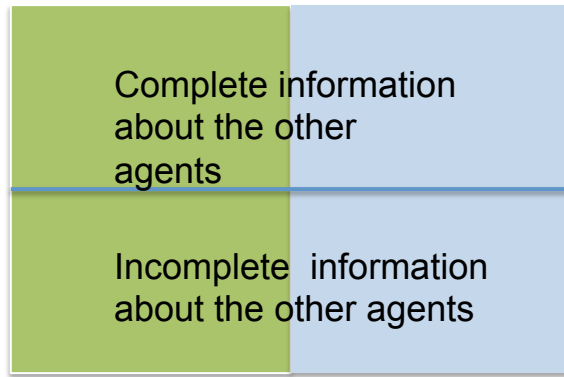 Complete information
about the other
agents
Incomplete  information
about the other agents